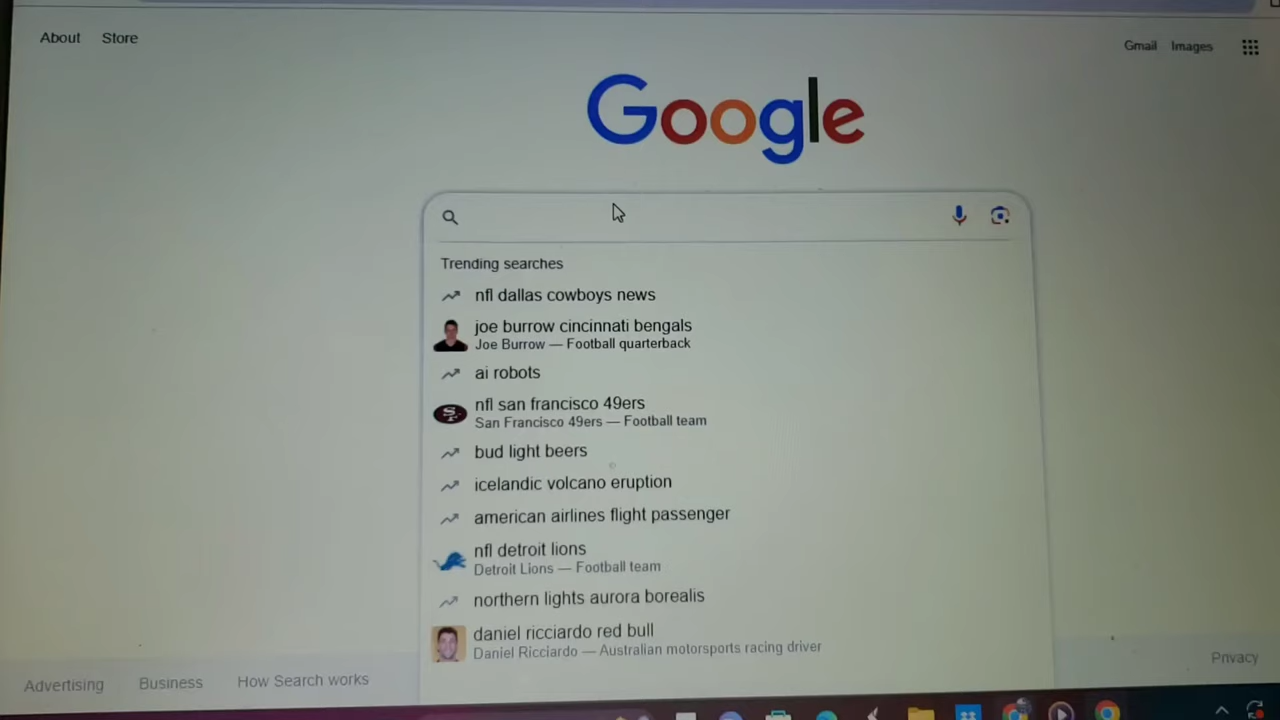 About Store
Gmail Images
Google
Trending searches
nfl dallas cowboys news
joe burrow cincinnati bengals
Joe Burrow — Football quarterback
ai robots
nfl san francisco 49ers
San Francisco 49ers — Football team
bud light beers
icelandic volcano eruption
american airlines flight passenger
nfl detroit lions
Detroit Lions — Football team
northern lights aurora borealis
daniel ricciardo red bull
Daniel Ricciardo — Australian motorsports racing driver
Advertising Business How Search works
Privacy